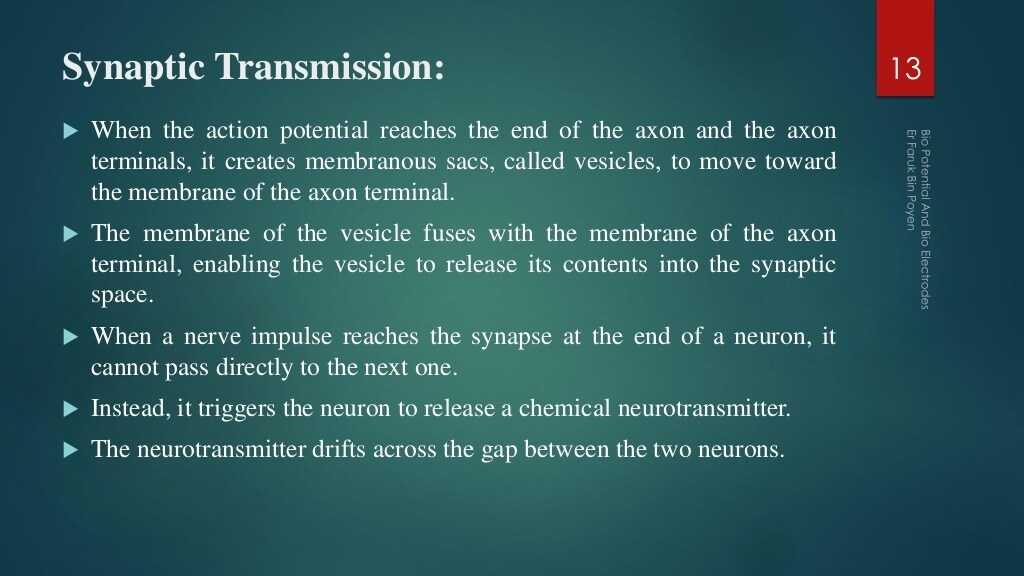 Synaptic Transmission:
13
When the action potential reaches the end of the axon and the axon
terminals, it creates membranous sacs, called vesicles, to move toward
the membrane of the axon terminal.
The membrane of the vesicle fuses with the membrane of the axon
terminal, enabling the vesicle to release its contents into the synaptic
space.
When a nerve impulse reaches the synapse at the end of a neuron, it
cannot pass directly to the next one.
Instead, it triggers the neuron to release a chemical neurotransmitter.
The neurotransmitter drifts across the gap between the two neurons.
Bio Potential And Bio Electrodes
Er Faruk Bin Poyen